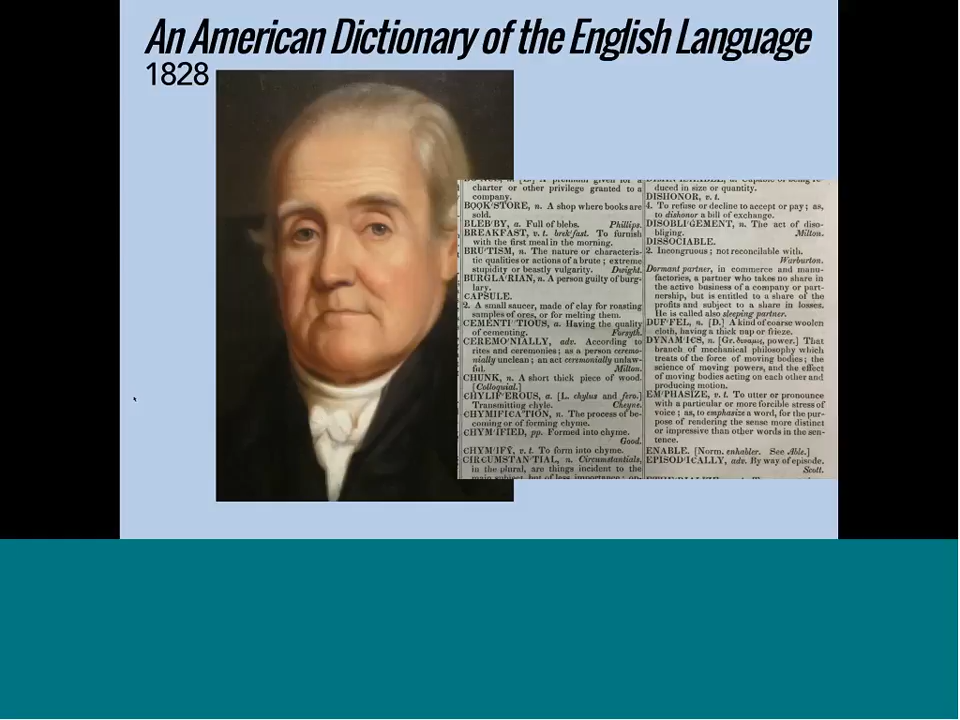 An American Dictionary of the English Language
1828
charter or other privilege granted to a
company.
BOOK'STORE, n. A shop where books are
sold.
BLEB'BY, a. Full of blebs. Phillips.
BREAKFAST, v. t. brek'fast. To furnish
with the first meal in the morning.
BRU'TISM, n. The nature or characteris-
tic qualities or actions of a brute ; extreme
stupidity or beastly vulgarity. Dwight.
BURGLA'RIAN, n. A person guilty of burg-
lary.
CAPSULE.
2. A small saucer, made of clay for roasting
samples of ores, or for melting them.
CEMENTI'TIOUS, a. Having the quality
of cementing. Forsyth.
CEREMO'NIALLY, adv. According to
rites and ceremonies; as a person ceremo-
nially unclean ; an act ceremonially unlaw-
ful. Milton.
CHUNK, n. A short thick piece of wood.
[Colloquial.]
CHYLIF'EROUS, a. [L. chylus and fero.]
Transmitting chyle. Cheyne.
CHYMIFICA'TION, n. The process of be-
coming or of forming chyme.
CHYM'IFIED, pp. Formed into chyme.
Good.
CHYM'IFY, v. t. To form into chyme.
CIRCUMSTAN'TIAL, n. Circumstantials,
in the plural, are things incident to the
duced in size or quantity.
DISHONOR, v. t.
4. To refuse or decline to accept or pay ; as,
to dishonor a bill of exchange.
DISOBLI'GEMENT, n. The act of diso-
bliging. Milton.
DISSOCIABLE.
2. Incongruous ; not reconcilable with.
Warburton.
Dormant partner, in commerce and manu-
factories, a partner who takes no share in
the active business of a company or part-
nership, but is entitled to a share of the
profits and subject to a share in losses.
He is called also sleeping partner.
DUF'FEL, n. [D.] A kind of coarse woolen
cloth, having a thick nap or frieze.
DYNAM'ICS, n. [Gr. δυναμις, power.] That
branch of mechanical philosophy which
treats of the force of moving bodies ; the
science of moving powers, and the effect
of moving bodies acting on each other and
producing motion.
EM'PHASIZE, v. t. To utter or pronounce
with a particular or more forcible stress of
voice ; as, to emphasize a word, for the pur-
pose of rendering the sense more distinct
or impressive than other words in the sen-
tence.
ENABLE. [Norm. enhabler. See Able.]
EPISOD'ICALLY, adv. By way of episode.
Scott.